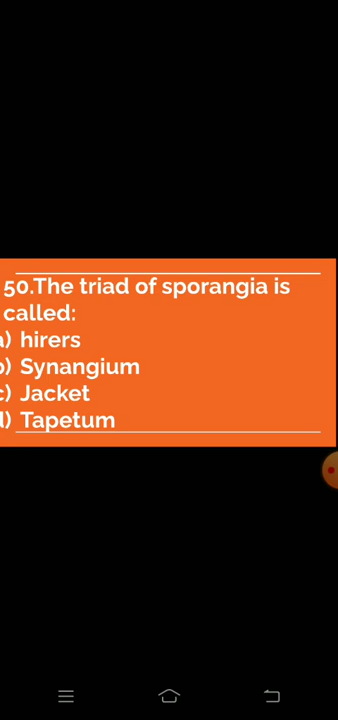 50.The triad of sporangia is
called:
a) hirers
b) Synangium
c) Jacket
d) Tapetum